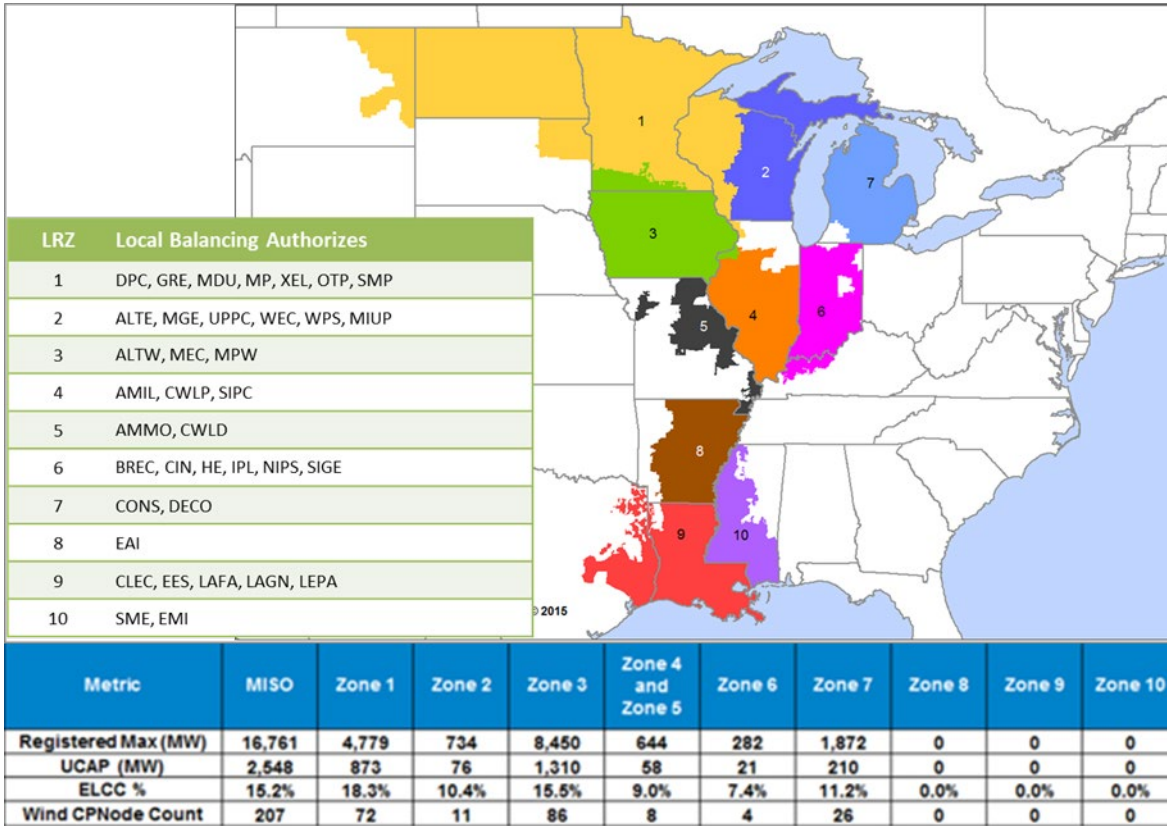 1
2
7
LRZ Local Balancing Authorizes
1 DPC, GRE, MDU, MP, XEL, OTP, SMP
2 ALTE, MGE, UPPC, WEC, WPS, MIUP
3 ALTW, MEC, MPW
4 AMIL, CWLP, SIPC
5 AMMO, CWLD
6 BREC, CIN, HE, IPL, NIPS, SIGE
7 CONS, DECO
8 EAI
9 CLEC, EES, LAFA, LAGN, LEPA
10 SME, EMI
3
4
5
6
8
9
10
2015
Metric MISO Zone 1 Zone 2 Zone 3 Zone 4 and Zone 5 Zone 6 Zone 7 Zone 8 Zone 9 Zone 10
Registered Max (MW) 16,761 4,779 734 8,450 644 282 1,872 0 0 0
UCAP (MW) 2,548 873 76 1,310 58 21 210 0 0 0
ELCC % 15.2% 18.3% 10.4% 15.5% 9.0% 7.4% 11.2% 0.0% 0.0% 0.0%
Wind CPNode Count 207 72 11 86 8 4 26 0 0 0